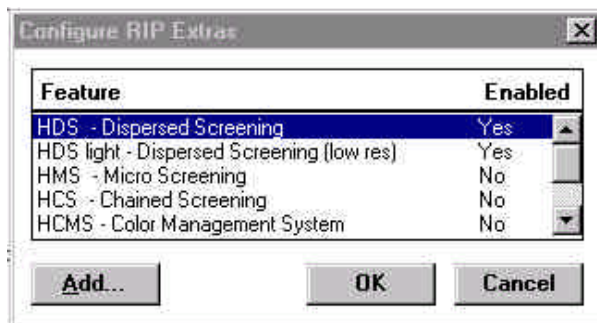 Configure RIP Extras
Feature Enabled
HDS - Dispersed Screening Yes
HDS light - Dispersed Screening (low res) Yes
HMS - Micro Screening No
HCS - Chained Screening No
HCMS - Color Management System No
Add... OK Cancel